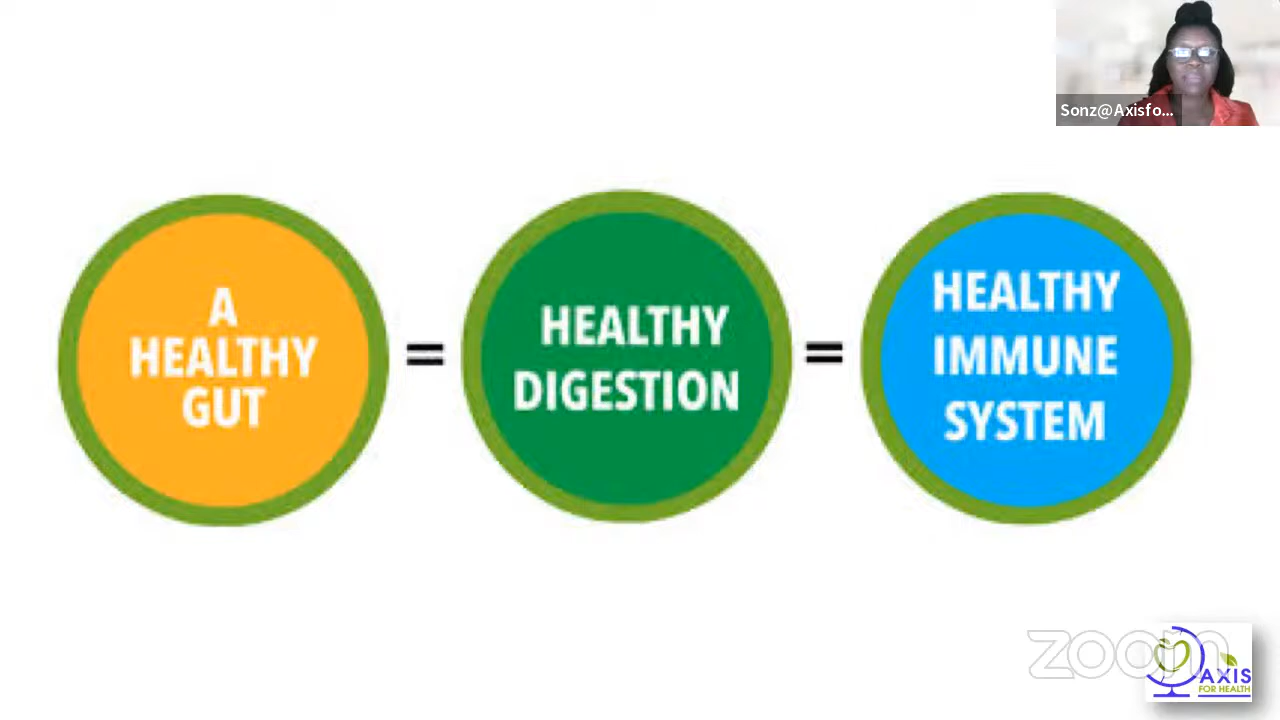 Sonz@Axisfo...
A
HEALTHY
GUT
=
HEALTHY
DIGESTION
=
HEALTHY
IMMUNE
SYSTEM
zoom
AXIS
FOR HEALTH